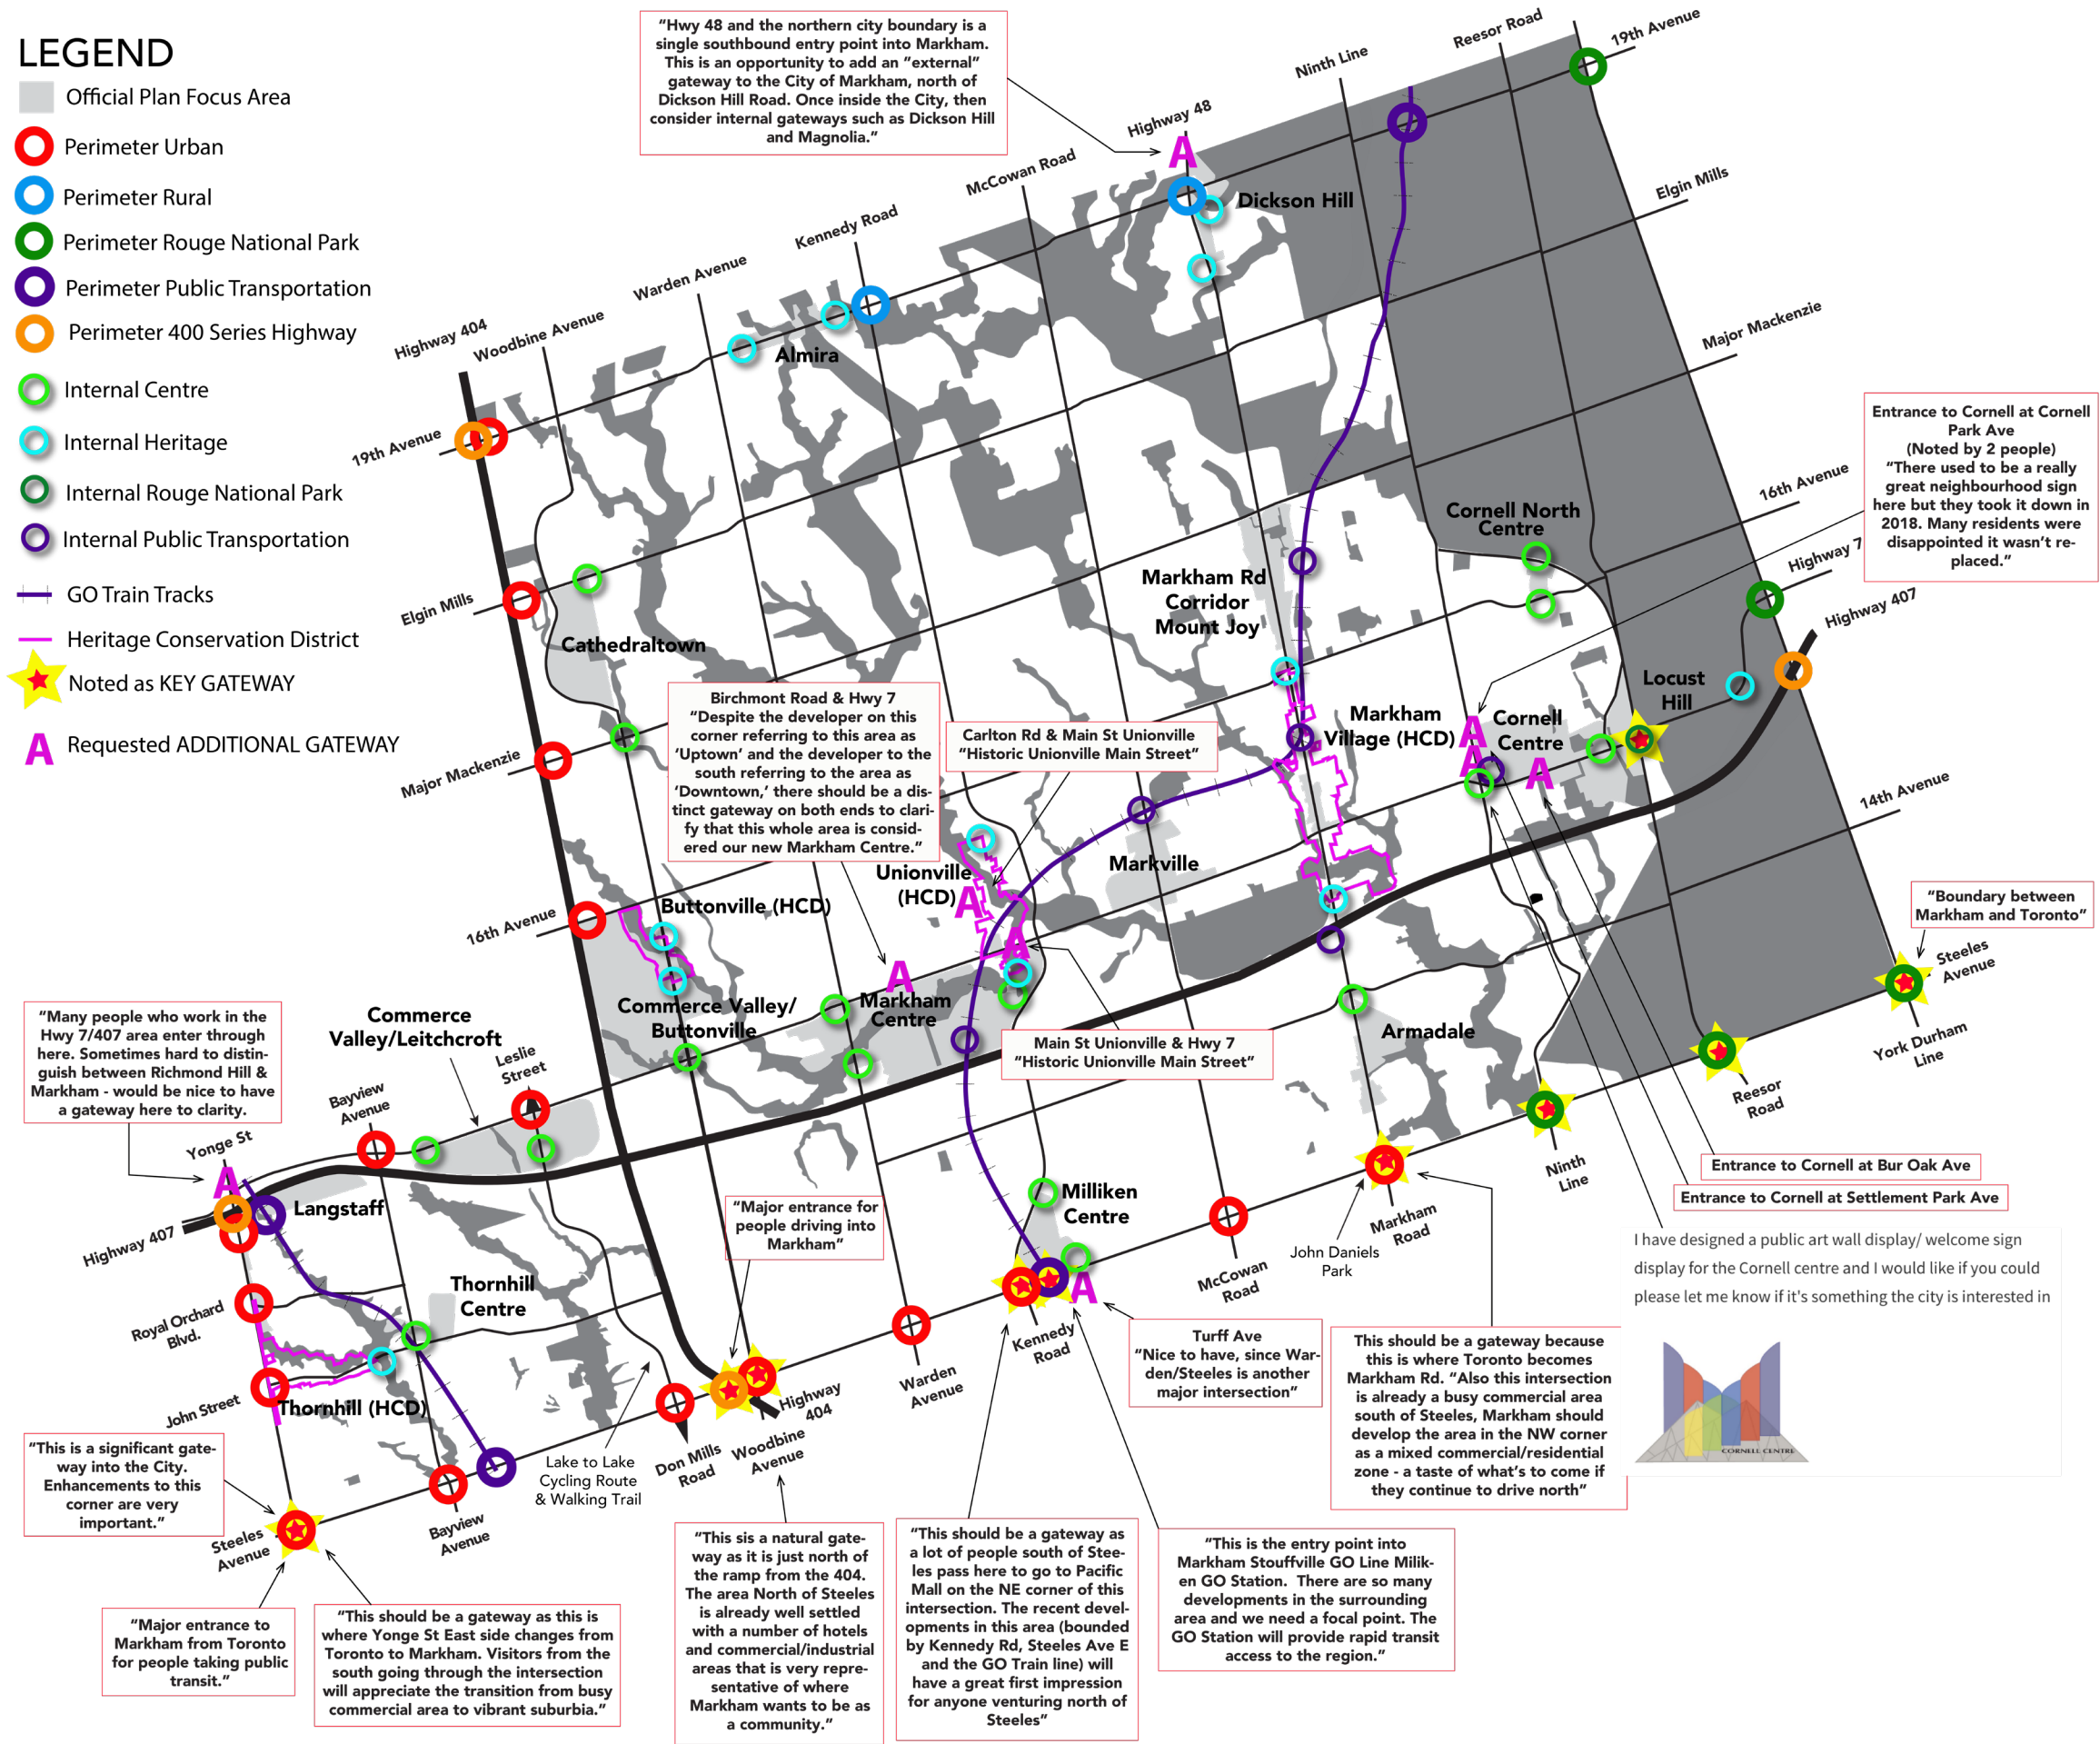 LEGEND
Official Plan Focus Area
Perimeter Urban
Perimeter Rural
Perimeter Rouge National Park
Perimeter Public Transportation
Perimeter 400 Series Highway
Internal Centre
Internal Heritage
Internal Rouge National Park
Internal Public Transportation
GO Train Tracks
Heritage Conservation District
Noted as KEY GATEWAY
A Requested ADDITIONAL GATEWAY
“Hwy 48 and the northern city boundary is a
single southbound entry point into Markham.
This is an opportunity to add an “external”
gateway to the City of Markham, north of
Dickson Hill Road. Once inside the City, then
consider internal gateways such as Dickson Hill
and Magnolia.”
Highway 404
Woodbine Avenue
Warden Avenue
Kennedy Road
McCowan Road
Highway 48
Ninth Line
Reesor Road
19th Avenue
Elgin Mills
Major Mackenzie
16th Avenue
Highway 7
Highway 407
14th Avenue
A
Dickson Hill
Almira
19th Avenue
Elgin Mills
Major Mackenzie
16th Avenue
Cathedraltown
Cornell North
Centre
Markham Rd
Corridor
Mount Joy
Locust
Hill
Markham
Village (HCD)
Cornell
Centre
A
A
A
Entrance to Cornell at Cornell
Park Ave
(Noted by 2 people)
“There used to be a really
great neighbourhood sign
here but they took it down in
2018. Many residents were
disappointed it wasn’t re-
placed.”
Birchmont Road & Hwy 7
“Despite the developer on this
corner referring to this area as
‘Uptown’ and the developer to the
south referring to the area as
‘Downtown,’ there should be a dis-
tinct gateway on both ends to clari-
fy that this whole area is consid-
ered our new Markham Centre.”
Carlton Rd & Main St Unionville
“Historic Unionville Main Street”
Markville
Unionville
(HCD)
A
A
A
Buttonville (HCD)
Commerce Valley/
Buttonville
Markham
Centre
Main St Unionville & Hwy 7
“Historic Unionville Main Street”
Armadale
“Boundary between
Markham and Toronto”
Steeles
Avenue
York Durham
Line
Reesor
Road
Ninth
Line
“Many people who work in the
Hwy 7/407 area enter through
here. Sometimes hard to distin-
guish between Richmond Hill &
Markham - would be nice to have
a gateway here to clarity.
Commerce
Valley/Leitchcroft
Leslie
Street
Bayview
Avenue
Yonge St
A
Langstaff
Highway 407
Royal Orchard
Blvd.
John Street
Thornhill
Centre
Thornhill (HCD)
“Major entrance for
people driving into
Markham”
Milliken
Centre
A
Entrance to Cornell at Bur Oak Ave
Entrance to Cornell at Settlement Park Ave
I have designed a public art wall display/ welcome sign
display for the Cornell centre and I would like if you could
please let me know if it's something the city is interested in
CORNELL CENTRE
Markham
Road
John Daniels
Park
McCowan
Road
Kennedy
Road
Warden
Avenue
Highway
404
Woodbine
Avenue
Don Mills
Road
Lake to Lake
Cycling Route
& Walking Trail
Bayview
Avenue
Steeles
Avenue
Turff Ave
“Nice to have, since War-
den/Steeles is another
major intersection”
This should be a gateway because
this is where Toronto becomes
Markham Rd. “Also this intersection
is already a busy commercial area
south of Steeles, Markham should
develop the area in the NW corner
as a mixed commercial/residential
zone - a taste of what’s to come if
they continue to drive north”
“This is a significant gate-
way into the City.
Enhancements to this
corner are very
important.”
“Major entrance to
Markham from Toronto
for people taking public
transit.”
“This should be a gateway as this is
where Yonge St East side changes from
Toronto to Markham. Visitors from the
south going through the intersection
will appreciate the transition from busy
commercial area to vibrant suburbia.”
“This sis a natural gate-
way as it is just north of
the ramp from the 404.
The area North of Steeles
is already well settled
with a number of hotels
and commercial/industrial
areas that is very repre-
sentative of where
Markham wants to be as
a community.”
“This should be a gateway as
a lot of people south of Stee-
les pass here to go to Pacific
Mall on the NE corner of this
intersection. The recent devel-
opments in this area (bounded
by Kennedy Rd, Steeles Ave E
and the GO Train line) will
have a great first impression
for anyone venturing north of
Steeles”
“This is the entry point into
Markham Stouffville GO Line Milik-
en GO Station. There are so many
developments in the surrounding
area and we need a focal point. The
GO Station will provide rapid transit
access to the region.”